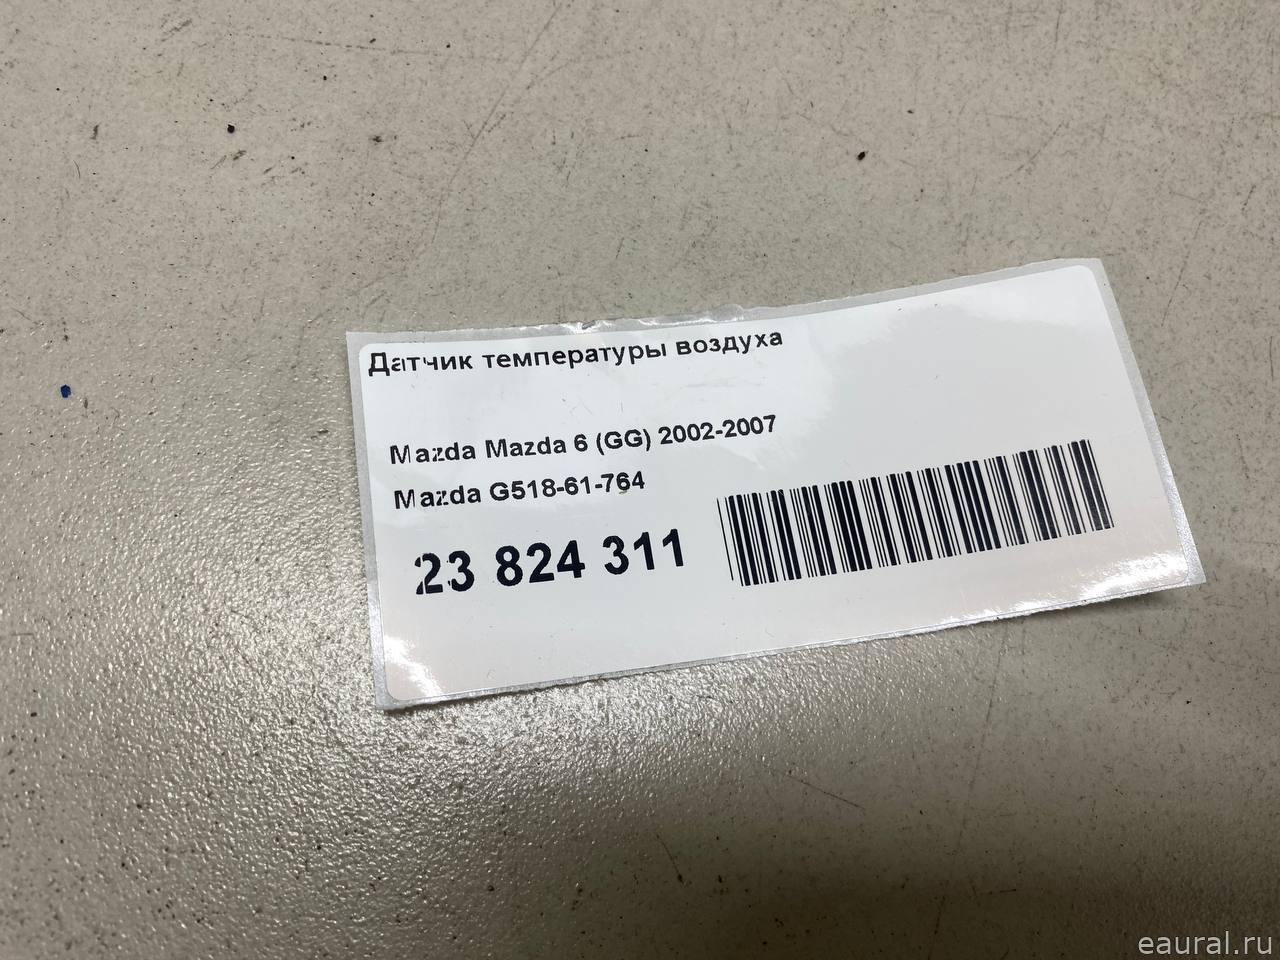 Датчик температуры воздуха
Mazda Mazda 6 (GG) 2002-2007
Mazda G518-61-764
23 824 311
eaural.ru